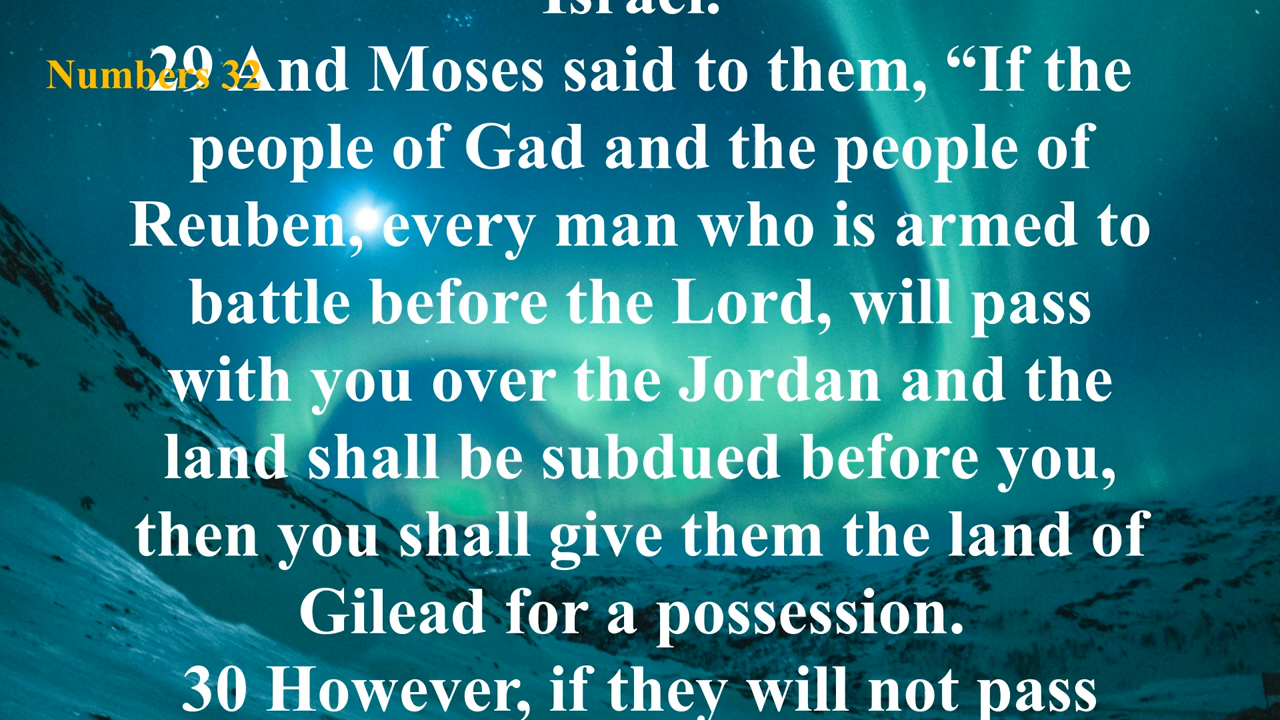 Israel.
Numbers 32
29 And Moses said to them, “If the
people of Gad and the people of
Reuben, every man who is armed to
battle before the Lord, will pass
with you over the Jordan and the
land shall be subdued before you,
then you shall give them the land of
Gilead for a possession.
30 However, if they will not pass